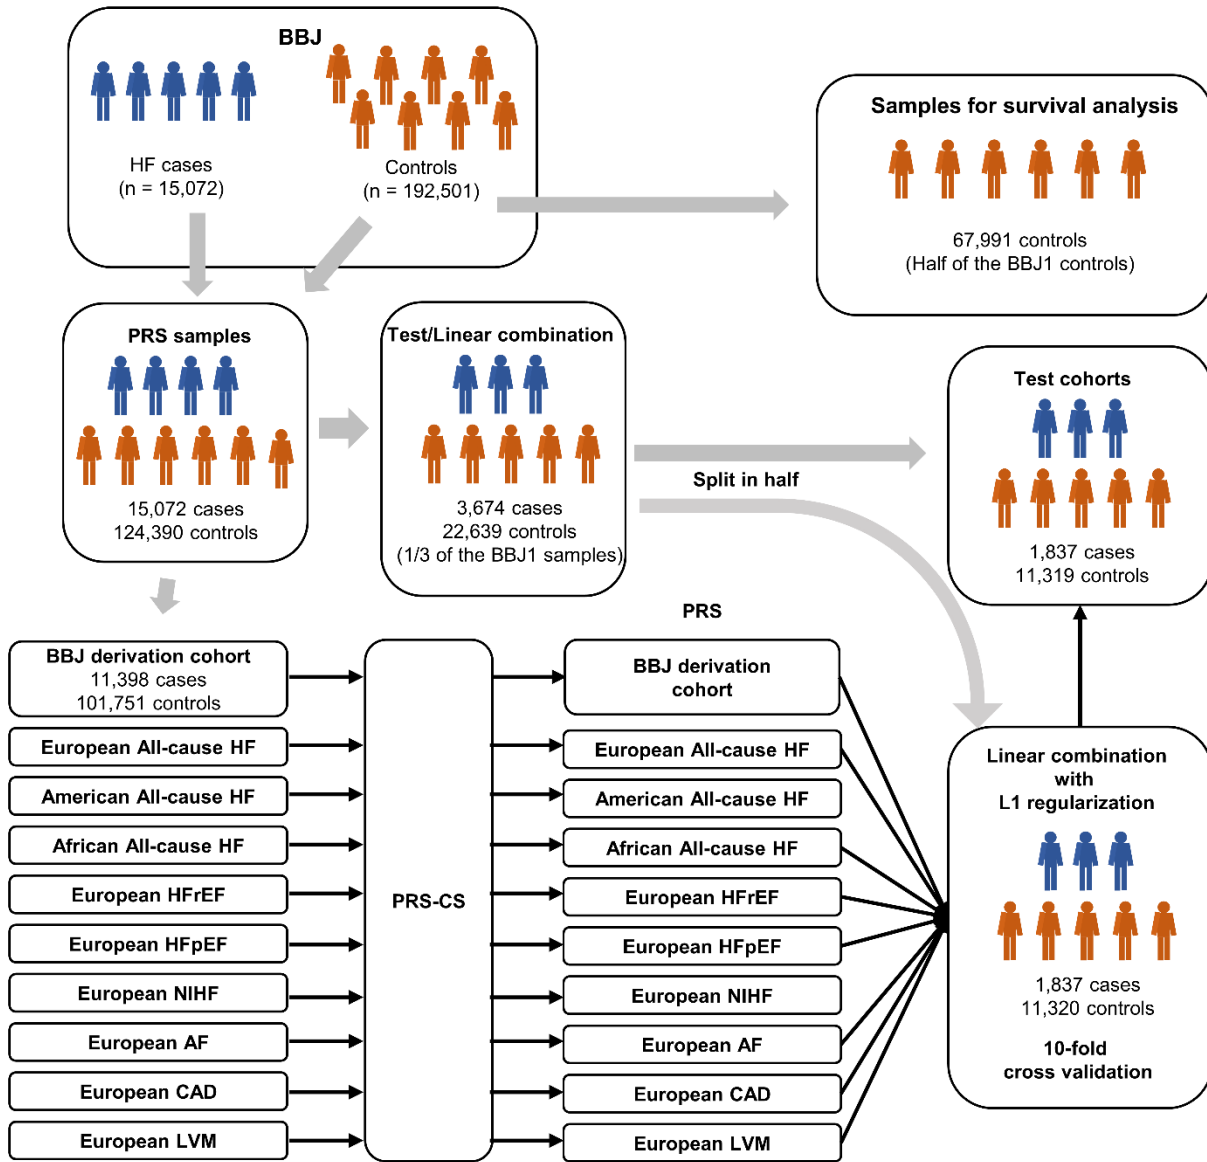 BBJ
HF cases
(n = 15,072)
Controls
(n = 192,501)
Samples for survival analysis
67,991 controls
(Half of the BBJ1 controls)
PRS samples
15,072 cases
124,390 controls
Test/Linear combination
3,674 cases
22,639 controls
(1/3 of the BBJ1 samples)
Split in half
Test cohorts
1,837 cases
11,319 controls
BBJ derivation cohort
11,398 cases
101,751 controls
European All-cause HF
American All-cause HF
African All-cause HF
European HFrEF
European HFpEF
European NIHF
European AF
European CAD
European LVM
PRS-CS
PRS
BBJ derivation
cohort
European All-cause HF
American All-cause HF
African All-cause HF
European HFrEF
European HFpEF
European NIHF
European AF
European CAD
European LVM
Linear combination
with
L1 regularization
1,837 cases
11,320 controls
10-fold
cross validation